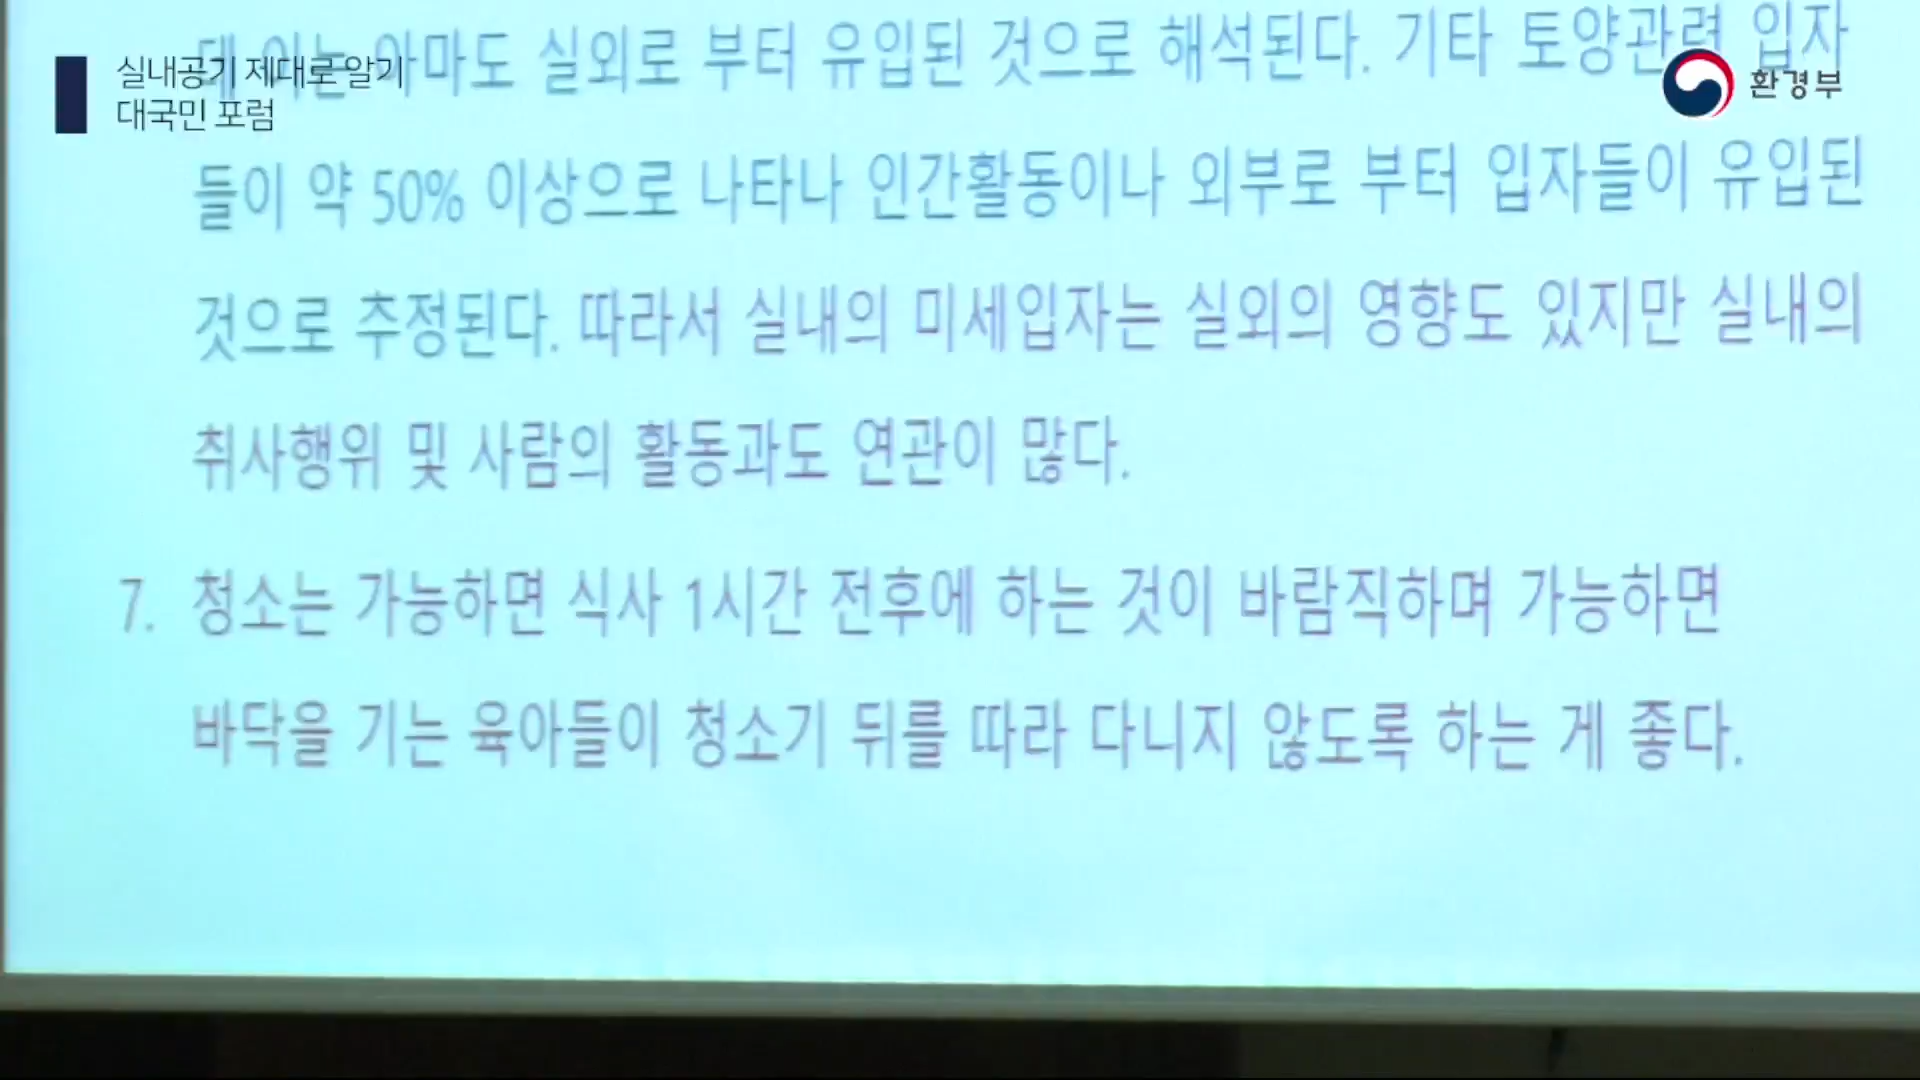 실내공기 제대로 알기
대국민 포럼
환경부
데 이는 아마도 실외로 부터 유입된 것으로 해석된다. 기타 토양관련 입자
들이 약 50% 이상으로 나타나 인간활동이나 외부로 부터 입자들이 유입된
것으로 추정된다. 따라서 실내의 미세입자는 실외의 영향도 있지만 실내의
취사행위 및 사람의 활동과도 연관이 많다.
7. 청소는 가능하면 식사 1시간 전후에 하는 것이 바람직하며 가능하면
바닥을 기는 육아들이 청소기 뒤를 따라 다니지 않도록 하는 게 좋다.